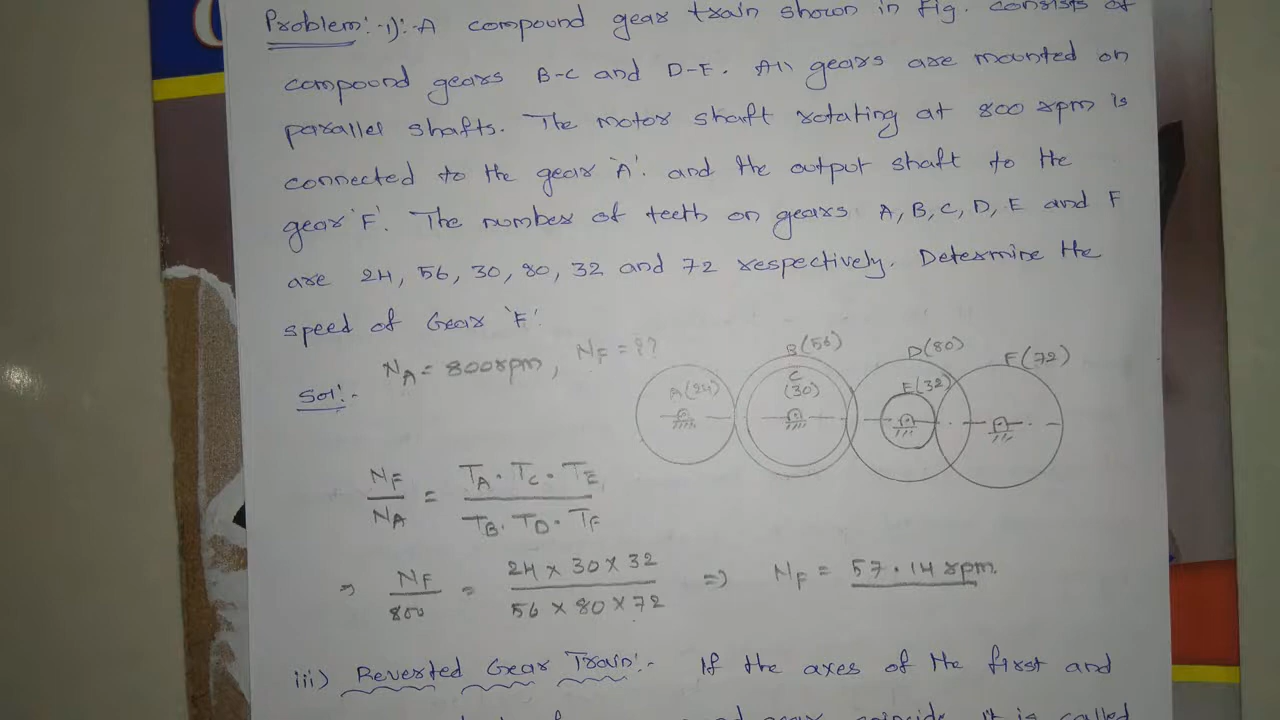 Problem:-1):- A compound gear train shown in Fig. consists of
compound gears B-C and D-E. All gears are mounted on
parallel shafts. The motor shaft rotating at 800 rpm is
connected to the gear 'A'. and the output shaft to the
gear 'F'. The number of teeth on gears A, B, C, D, E and F
are 24, 56, 30, 80, 32 and 72 respectively. Determine the
speed of Gear 'F'.
NA = 800rpm, NF = ??
Sol:-
A(24)
B(56)
C
(30)
D(80)
E(32)
F(72)
NF/NA = TA. TC. TE/TB. TD. TF
=> NF/800 = 24 x 30 x 32/56 x 80 x 72 => NF = 57.14 rpm.
iii) Reverted Gear Train:- If the axes of the first and